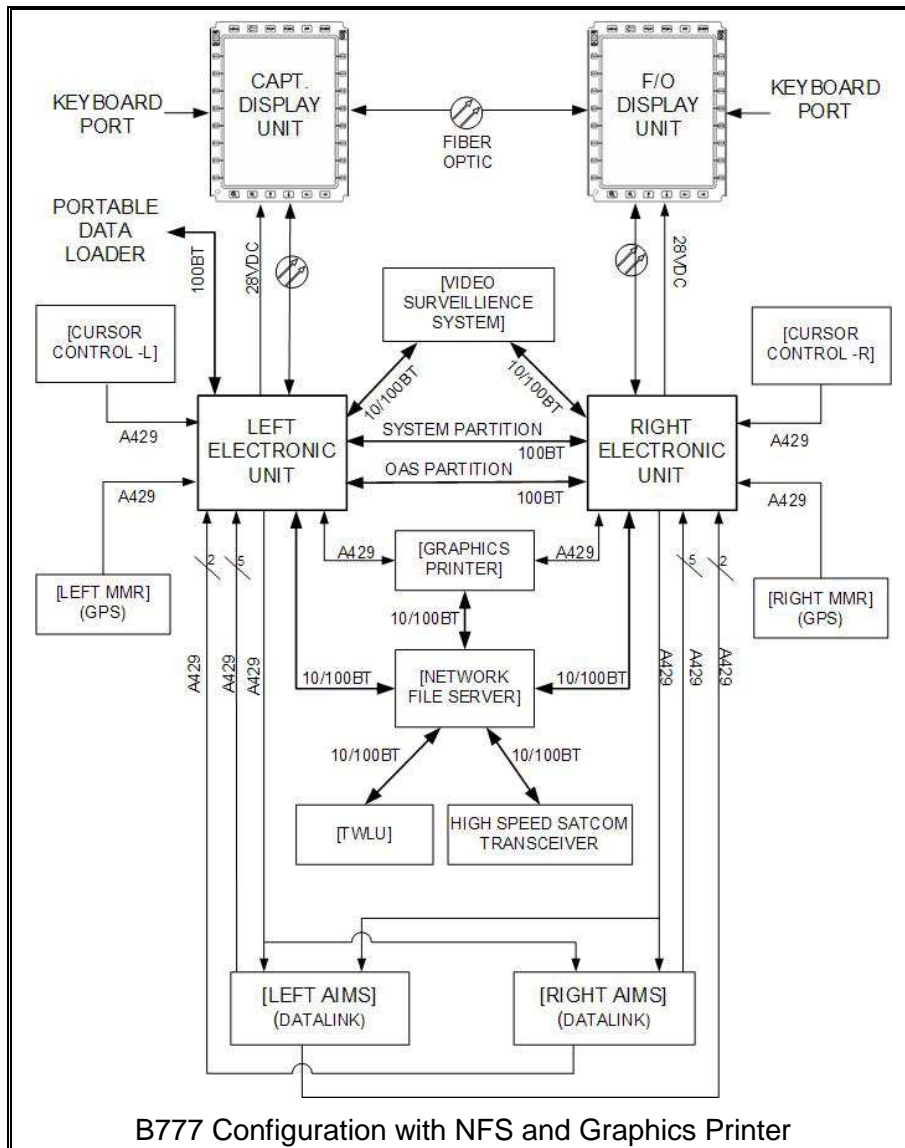 CAPT.
DISPLAY
UNIT
F/O
DISPLAY
UNIT
KEYBOARD
PORT
KEYBOARD
PORT
FIBER
OPTIC
PORTABLE
DATA
LOADER
100BT
28VDC
28VDC
[VIDEO
SURVEILLIENCE
SYSTEM]
[CURSOR
CONTROL -L]
[CURSOR
CONTROL -R]
10/100BT
10/100BT
LEFT
ELECTRONIC
UNIT
SYSTEM PARTITION
100BT
OAS PARTITION
100BT
RIGHT
ELECTRONIC
UNIT
A429
A429
A429
A429
A429
[GRAPHICS
PRINTER]
A429
2
5
5
2
[LEFT MMR]
(GPS)
[RIGHT MMR]
(GPS)
10/100BT
A429
A429
A429
10/100BT
[NETWORK
FILE SERVER]
10/100BT
A429
A429
A429
10/100BT
10/100BT
[TWLU]
HIGH SPEED SATCOM
TRANSCEIVER
[LEFT AIMS]
(DATALINK)
[RIGHT AIMS]
(DATALINK)
B777 Configuration with NFS and Graphics Printer